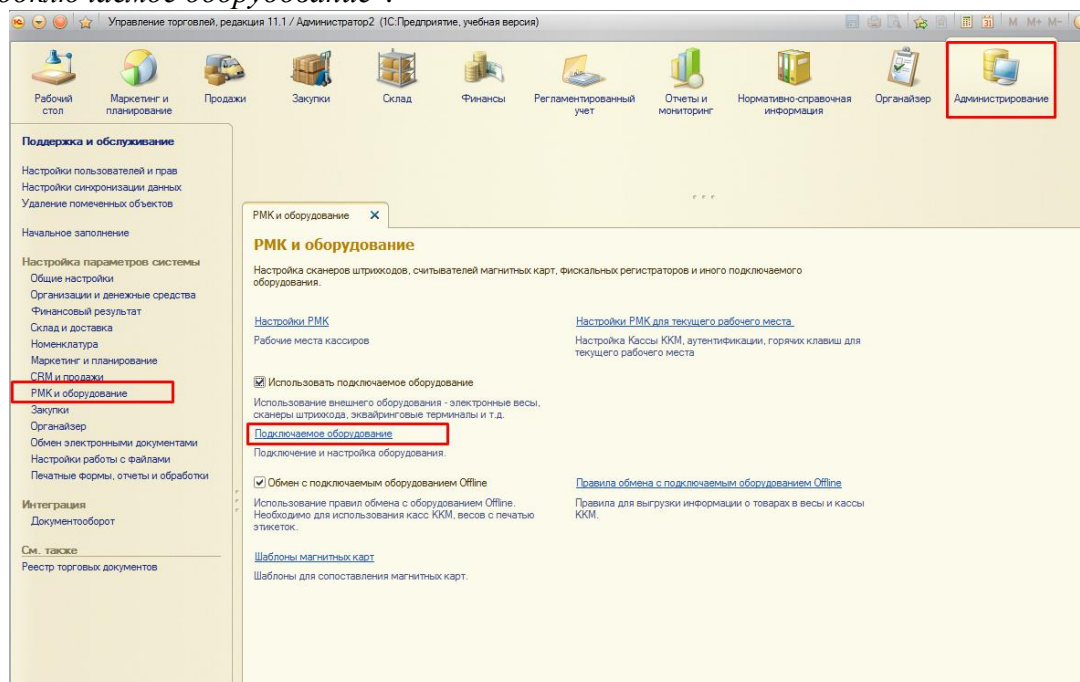 одключаемое оборудование".
Управление торговлей, редакция 11.1 / Администратор2 (1С:Предприятие, учебная версия)
M M+ M-
Рабочий стол
Маркетинг и планирование
Продажи
Закупки
Склад
Финансы
Регламентированный учет
Отчеты и мониторинг
Нормативно-справочная информация
Органайзер
Администрирование
Поддержка и обслуживание
Настройки пользователей и прав
Настройки синхронизации данных
Удаление помеченных объектов
Начальное заполнение
Настройка параметров системы
Общие настройки
Организации и денежные средства
Финансовый результат
Склад и доставка
Номенклатура
Маркетинг и планирование
CRM и продажи
РМК и оборудование
Закупки
Органайзер
Обмен электронными документами
Настройки работы с файлами
Печатные формы, отчеты и обработки
Интеграция
Документооборот
См. также
Реестр торговых документов
РМК и оборудование
РМК и оборудование
Настройка сканеров штрихкодов, считывателей магнитных карт, фискальных регистраторов и иного подключаемого
оборудования.
Настройки РМК
Рабочие места кассиров
Настройки РМК для текущего рабочего места
Настройка Кассы ККМ, аутентификации, горячих клавиш для
текущего рабочего места
Использовать подключаемое оборудование
Использование внешнего оборудования - электронные весы,
сканеры штрихкода, эквайринговые терминалы и т.д.
Подключаемое оборудование
Подключение и настройка оборудования.
Обмен с подключаемым оборудованием Offline
Использование правил обмена с оборудованием Offline.
Необходимо для использования касс ККМ, весов с печатью
этикеток.
Правила обмена с подключаемым оборудованием Offline
Правила для выгрузки информации о товарах в весы и кассы
ККМ.
Шаблоны магнитных карт
Шаблоны для сопоставления магнитных карт.